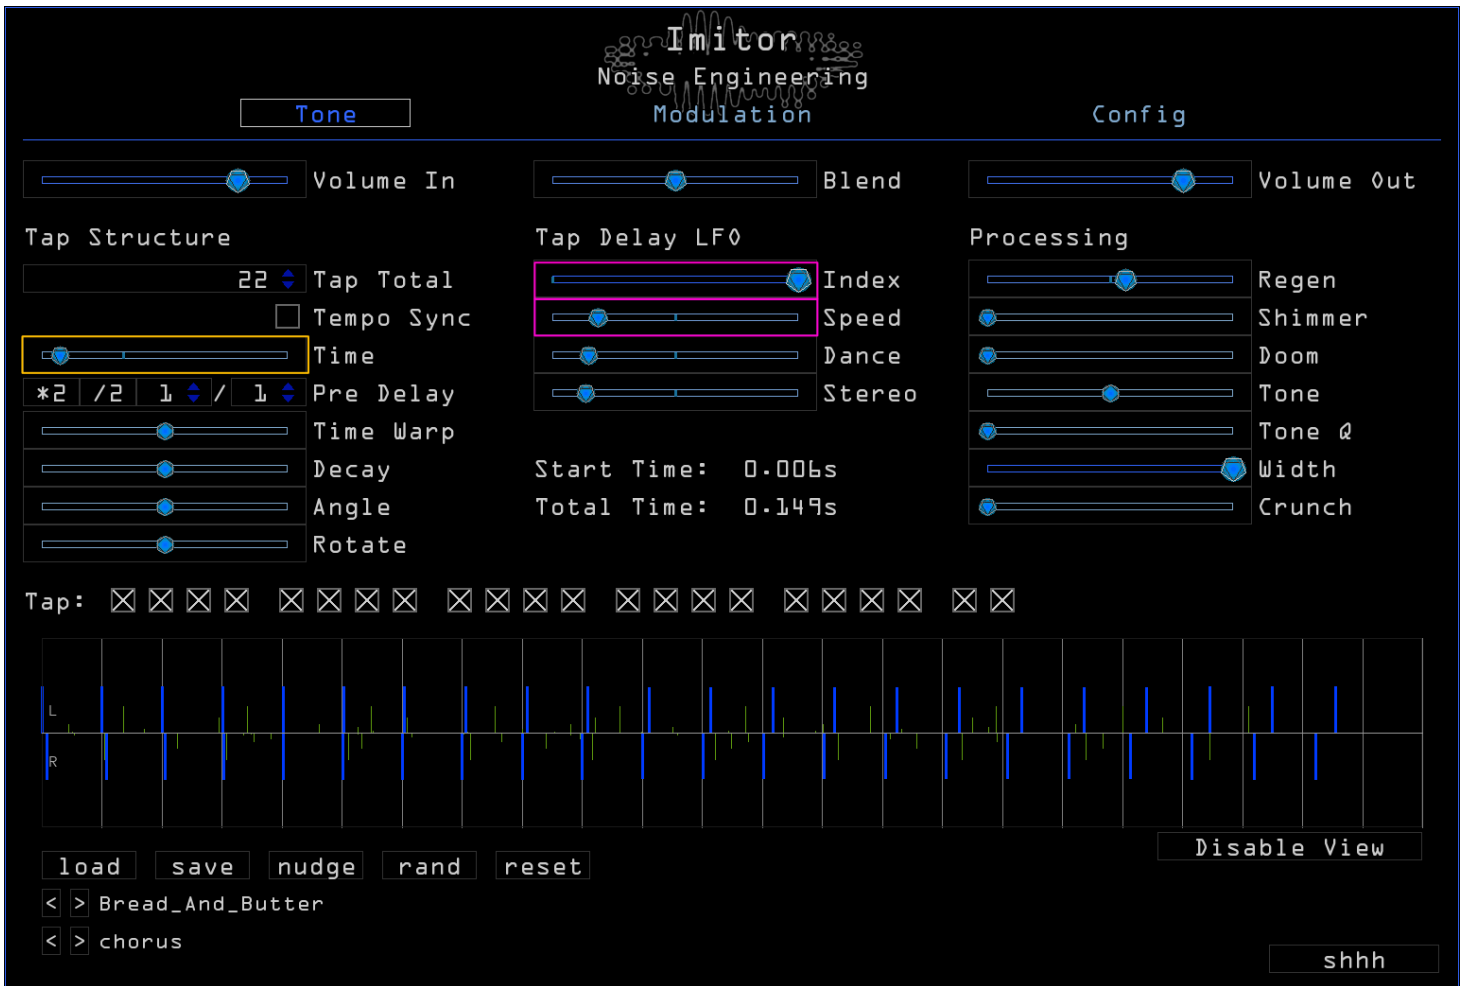 Imitor
Noise Engineering
Tone Modulation Config
Volume In Blend Volume Out
Tap Structure Tap Delay LFO Processing
22 Tap Total Index Regen
Tempo Sync Speed Shimmer
Time Dance Doom
*2 /2 1 / 1 Pre Delay Stereo Tone
Time Warp Tone Q
Decay Start Time: 0.006s Width
Angle Total Time: 0.149s Crunch
Rotate
Tap:
L
R
Disable View
load save nudge rand reset
< > Bread_And_Butter
< > chorus
shhh